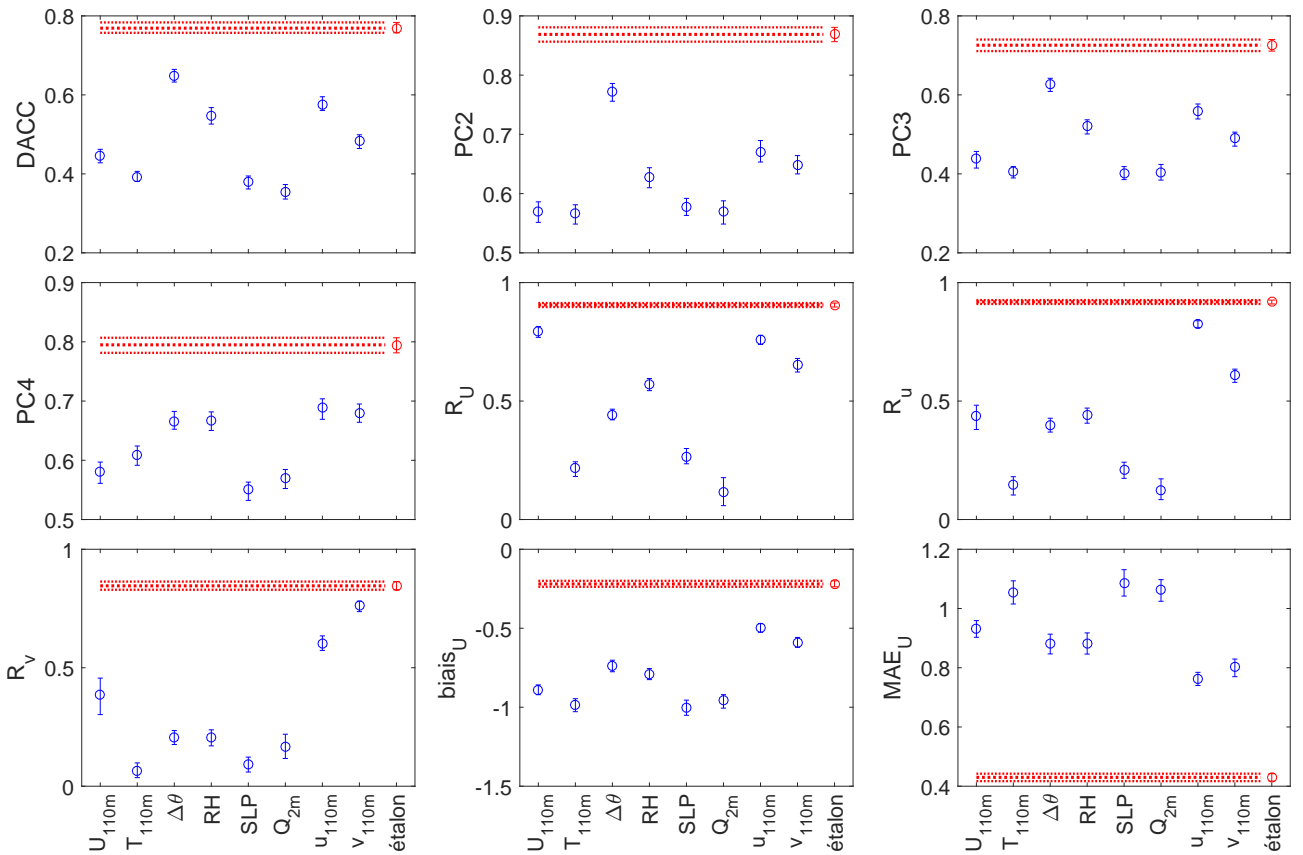 DACC
0.8
0.6
0.4
0.2
PC2
0.9
0.8
0.7
0.6
0.5
PC3
0.8
0.6
0.4
0.2
PC4
0.9
0.8
0.7
0.6
0.5
R_U
1
0.5
0
R_u
1
0.5
0
R_v
1
0.5
0
U_110m
T_110m
Δθ
RH
SLP
Q_2m
u_110m
v_110m
étalon
biais_U
0
-0.5
-1
-1.5
U_110m
T_110m
Δθ
RH
SLP
Q_2m
u_110m
v_110m
étalon
MAE_U
1.2
1
0.8
0.6
0.4
U_110m
T_110m
Δθ
RH
SLP
Q_2m
u_110m
v_110m
étalon